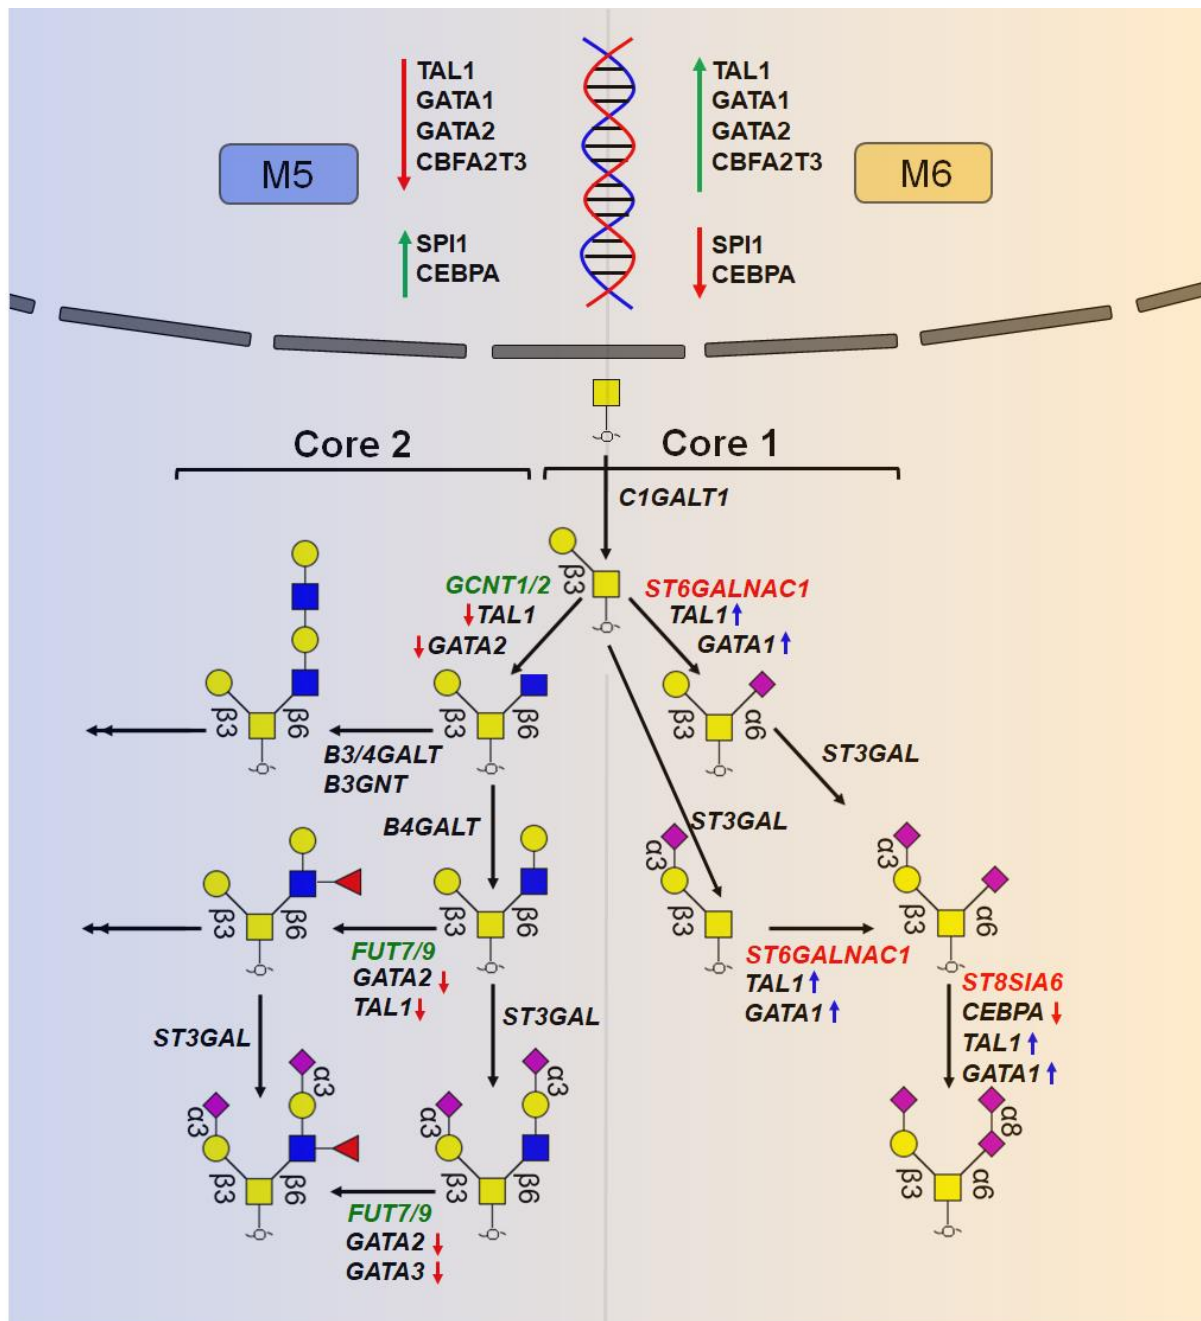 TAL1
GATA1
GATA2
CBFA2T3
M5
SPI1
CEBPA
TAL1
GATA1
GATA2
CBFA2T3
M6
SPI1
CEBPA
Core 2
Core 1
C1GALT1
β3
GCNT1/2
TAL1
GATA2
ST6GALNAC1
TAL1
GATA1
β3
β6
β3
β6
β3
α6
B3/4GALT
B3GNT
ST3GAL
B4GALT
ST3GAL
α3
β3
α3
β3
α6
β3
β6
β3
β6
FUT7/9
GATA2
TAL1
ST6GALNAC1
TAL1
GATA1
ST8SIA6
CEBPA
TAL1
GATA1
ST3GAL
ST3GAL
α3
α3
β3
β6
α3
α3
β3
β6
α8
β3
α6
FUT7/9
GATA2
GATA3